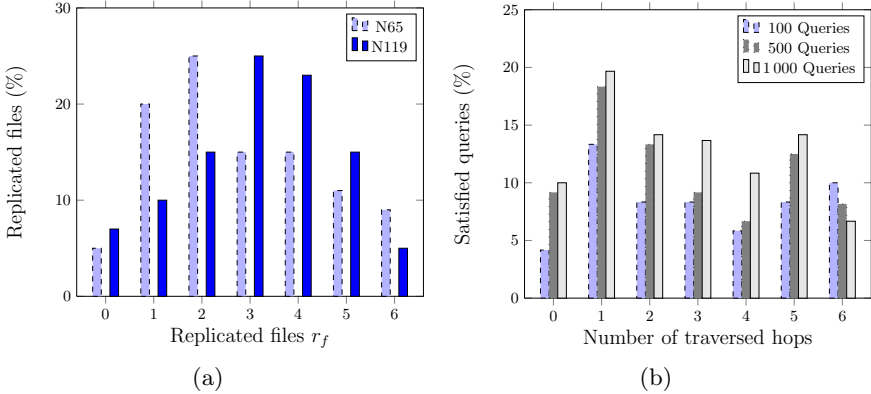 30
20
10
0
N65
N119
0 1 2 3 4 5 6
Replicated files (%)
Replicated files r_f
(a)
25
20
15
10
5
0
100 Queries
500 Queries
1 000 Queries
0 1 2 3 4 5 6
Satisfied queries (%)
Number of traversed hops
(b)